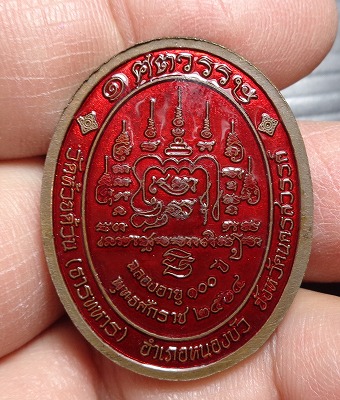 ๑ ศตวรรษ
วัดห้วยด้วน (ธารทหาร) อำเภอหนองบัว จังหวัดนครสวรรค์
ฉลองอายุ ๑๐๐ ปี
พุทธศักราช ๒๕๖๔